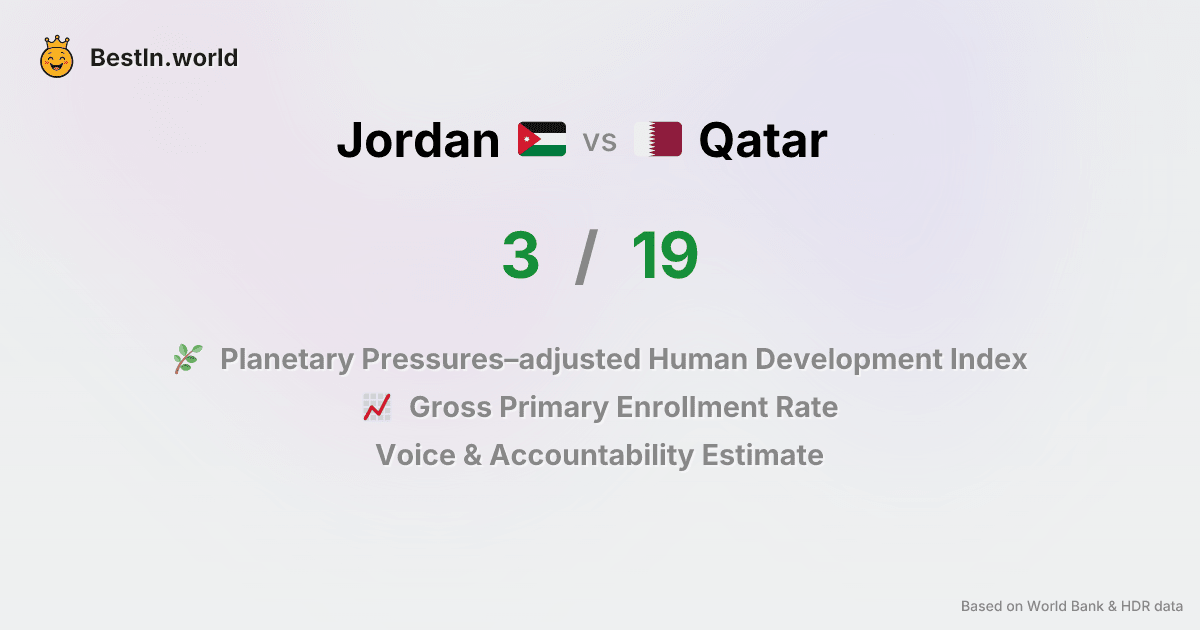 BestIn.world
Jordan vs Qatar
3 / 19
Planetary Pressures–adjusted Human Development Index
Gross Primary Enrollment Rate
Voice & Accountability Estimate
Based on World Bank & HDR data